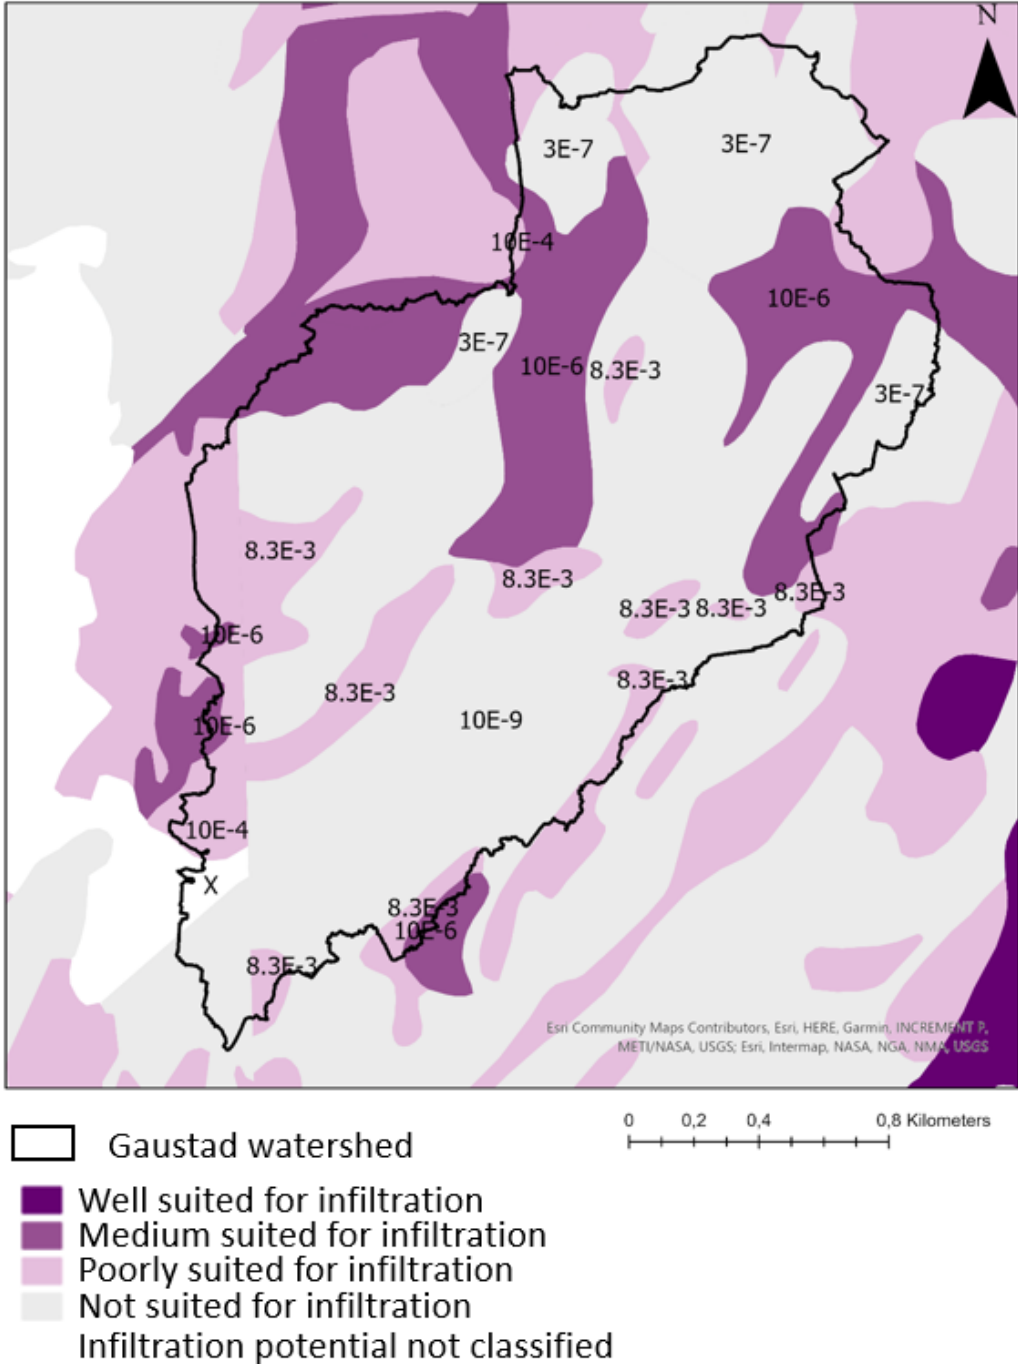 N
3E-7
3E-7
10E-4
10E-6
3E-7
10E-6
8.3E-3
3E-7
8.3E-3
8.3E-3
8.3E-3
8.3E-3
8.3E-3
10E-6
8.3E-3
8.3E-3
10E-9
10E-6
10E-4
X
8.3E-3
10E-6
8.3E-3
Esri Community Maps Contributors, Esri, HERE, Garmin, INCREMENT P,
METI/NASA, USGS; Esri, Intermap, NASA, NGA, NMA, USGS
0 0,2 0,4 0,8 Kilometers
Gaustad watershed
Well suited for infiltration
Medium suited for infiltration
Poorly suited for infiltration
Not suited for infiltration
Infiltration potential not classified